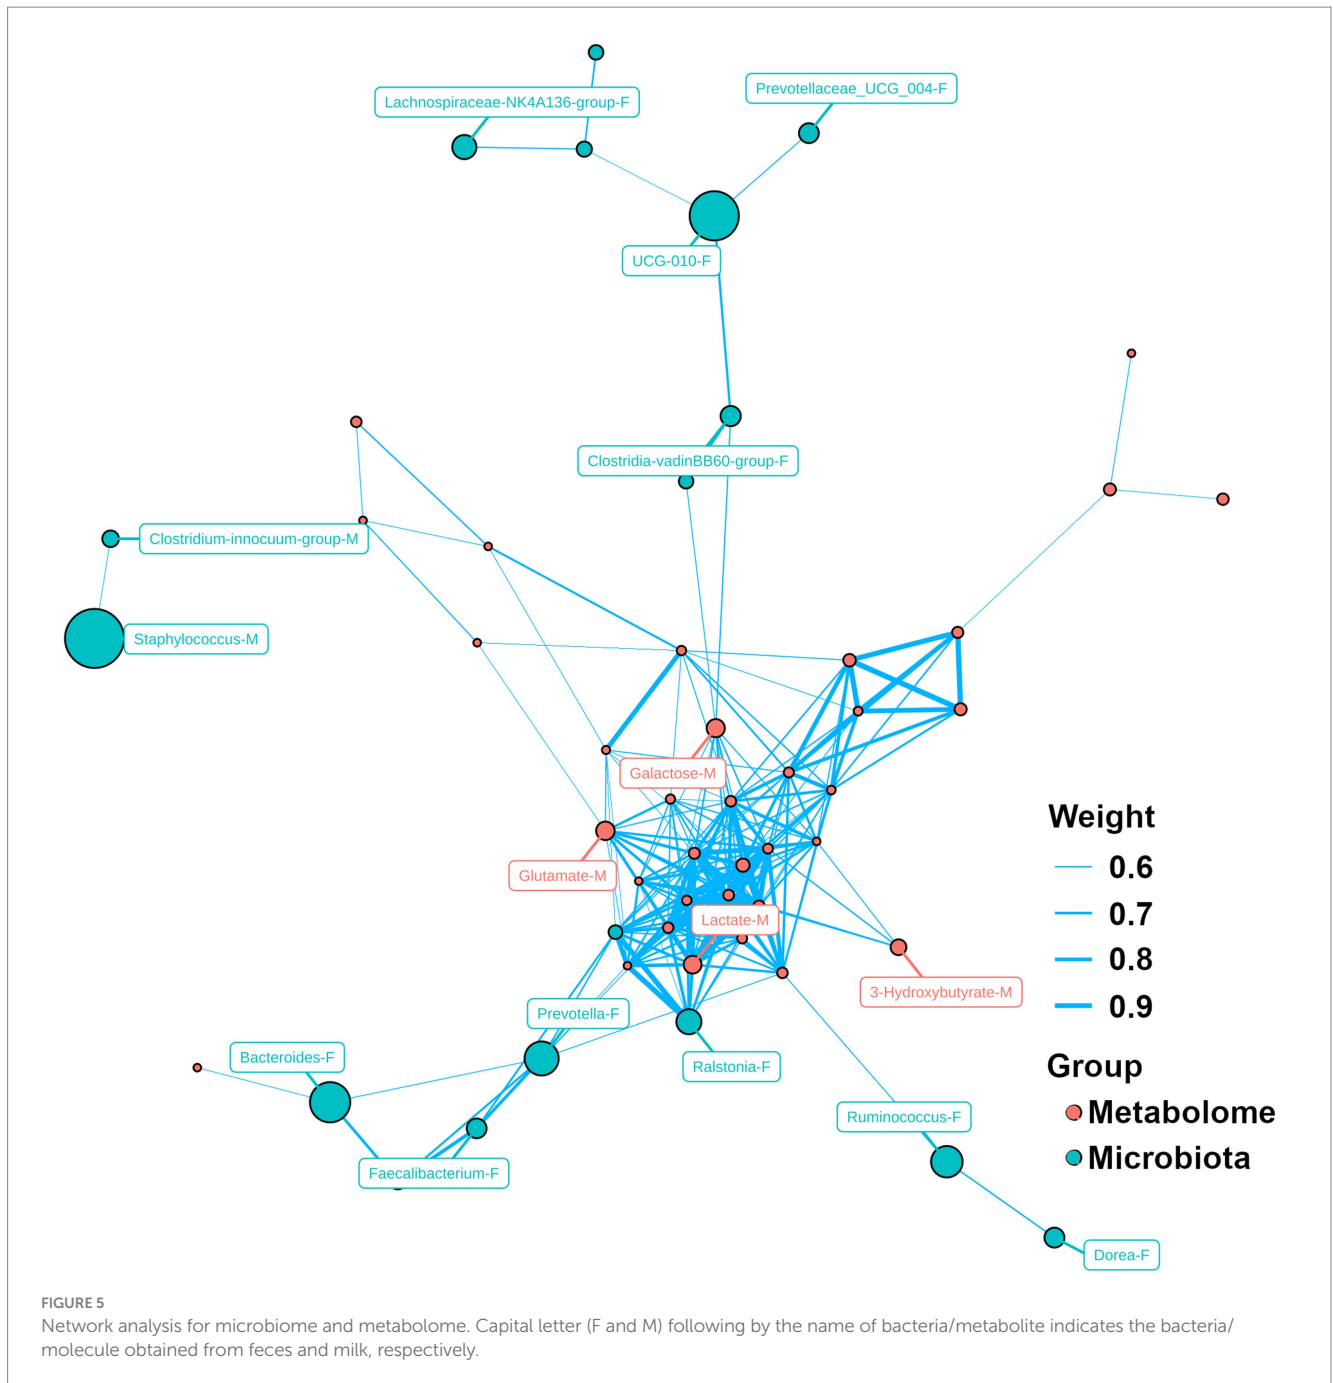 Lachnospiraceae-NK4A136-group-F
Prevotellaceae_UCG_004-F
UCG-010-F
Clostridia-vadinBB60-group-F
Clostridium-innocuum-group-M
Staphylococcus-M
Galactose-M
Glutamate-M
Lactate-M
3-Hydroxybutyrate-M
Prevotella-F
Bacteroides-F
Ralstonia-F
Faecalibacterium-F
Ruminococcus-F
Dorea-F
Weight
0.6
0.7
0.8
0.9
Group
Metabolome
Microbiota
FIGURE 5
Network analysis for microbiome and metabolome. Capital letter (F and M) following by the name of bacteria/metabolite indicates the bacteria/
molecule obtained from feces and milk, respectively.